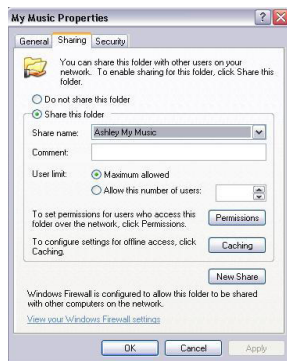 My Music Properties
General Sharing Security
You can share this folder with other users on your
network. To enable sharing for this folder, click Share this
folder.
Do not share this folder
Share this folder
Share name: Ashley My Music
Comment:
User limit: Maximum allowed
Allow this number of users:
To set permissions for users who access this
folder over the network, click Permissions.
Permissions
To configure settings for offline access, click
Caching.
Caching
New Share
Windows Firewall is configured to allow this folder to be shared
with other computers on the network.
View your Windows Firewall settings
OK Cancel Apply